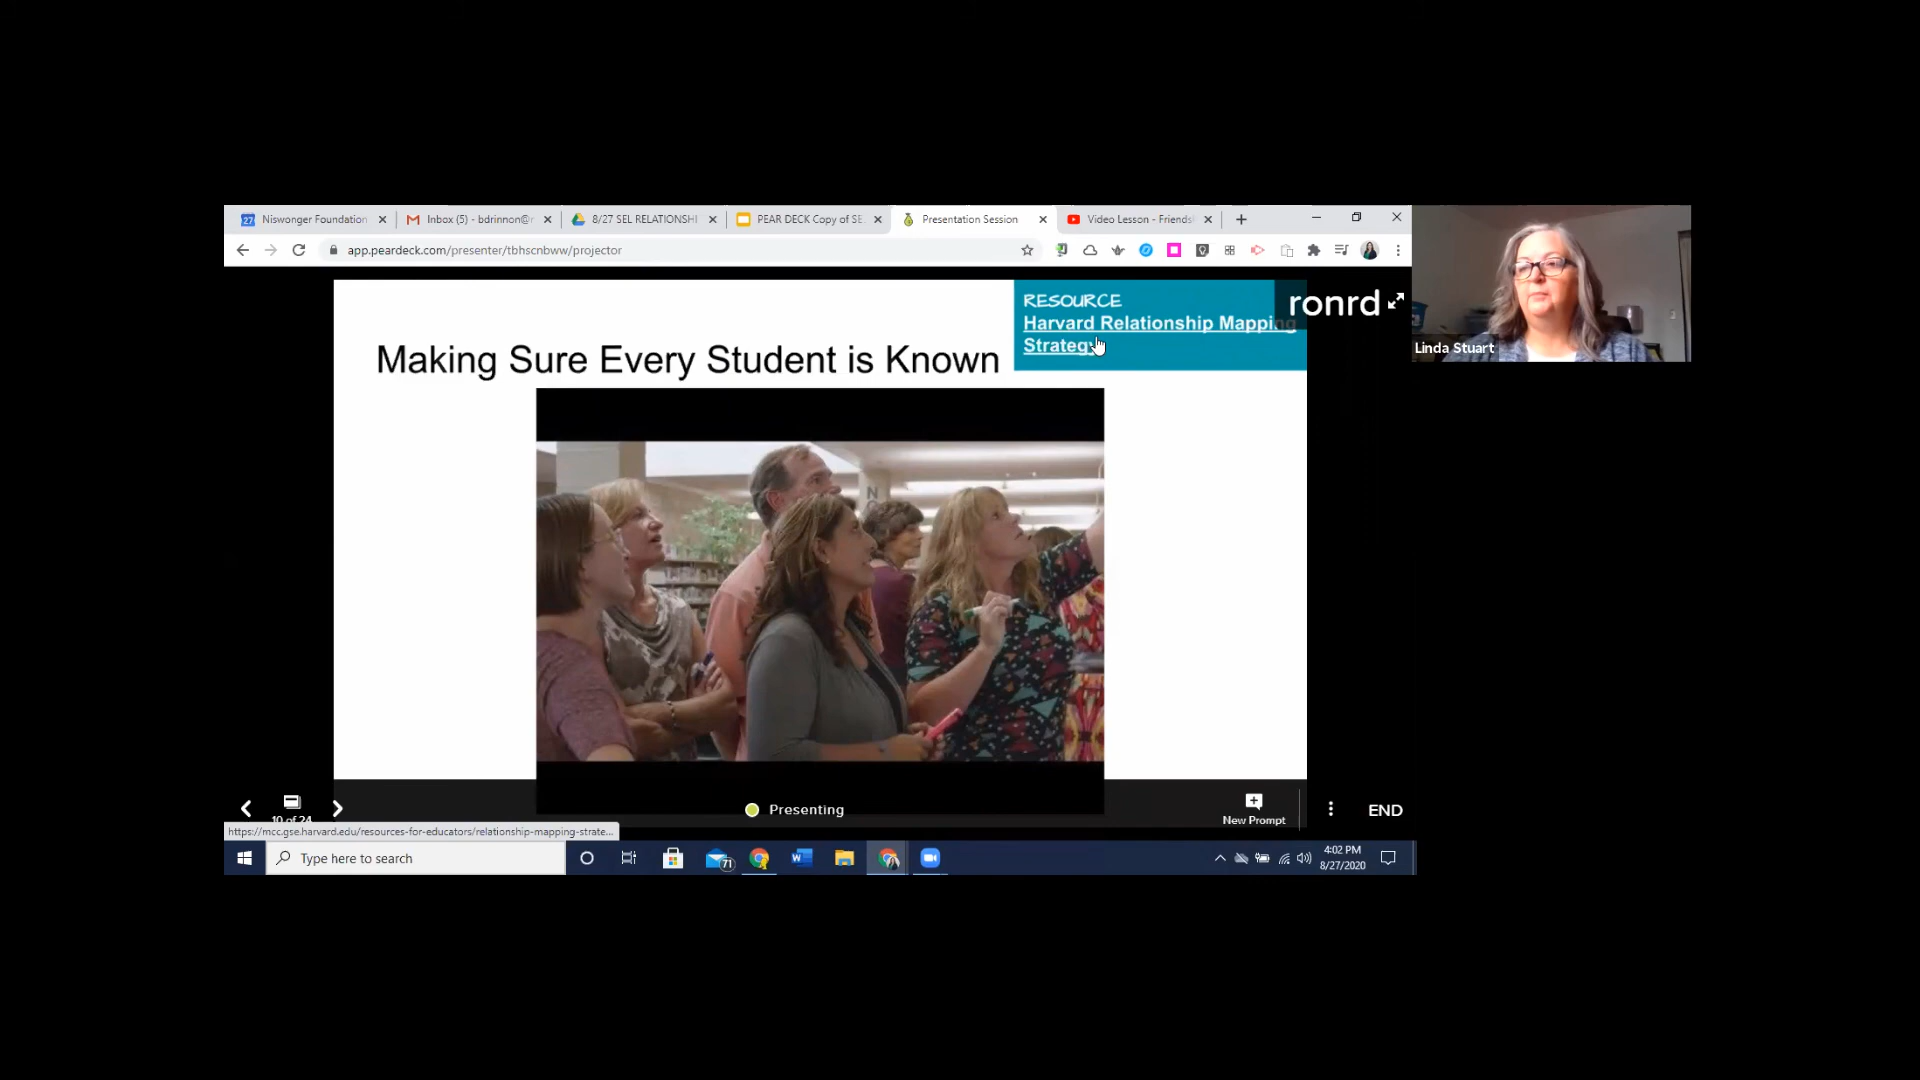 Niswonger Foundation
Inbox (5) - bdrinnon@r
8/27 SEL RELATIONSHI
PEAR DECK Copy of SE
Presentation Session
Video Lesson - Friends
app.peardeck.com/presenter/tbhscnbww/projector
RESOURCE
Harvard Relationship Mapping
Strategy
ronrd
Making Sure Every Student is Known
Linda Stuart
10 of 24
Presenting
New Prompt
END
https://mcc.gse.harvard.edu/resources-for-educators/relationship-mapping-strate...
Type here to search
71
4:02 PM
8/27/2020